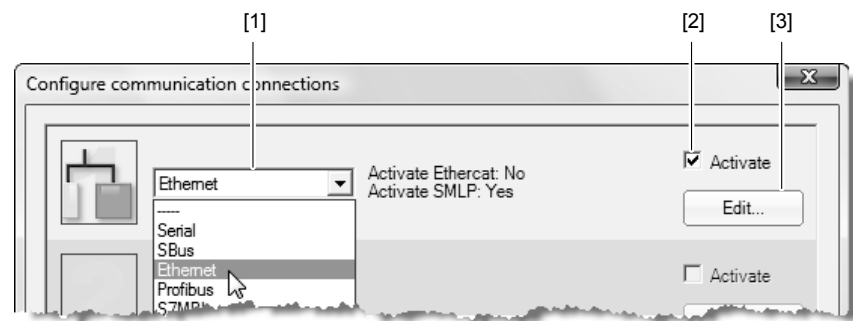 [1] [2] [3]
Configure communication connections
Ethernet
Activate Ethercat: No
Activate SMLP: Yes
Activate
Edit...
-----
Serial
SBus
Ethernet
Profibus
Activate